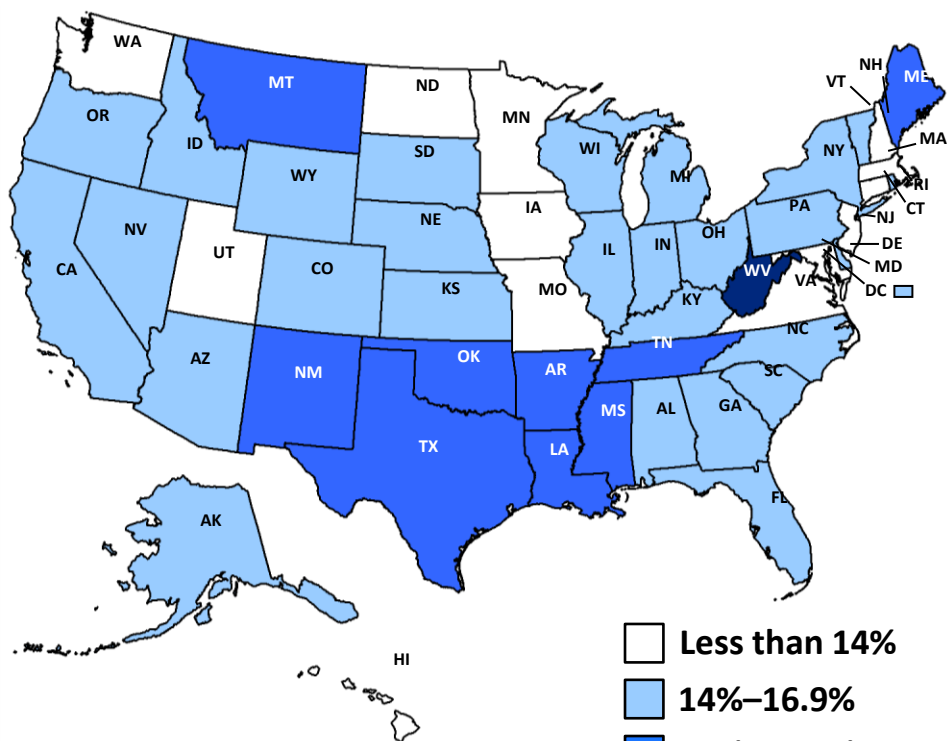 WA
MT
ND
MN
OR
ID
SD
WI
WY
MI
NH
ME
VT
NY
MA
RI
CT
NV
NE
IA
PA
NJ
UT
CO
IL
IN
OH
DE
CA
KS
MO
WV
VA
MD
DC
KY
AZ
NM
OK
AR
TN
NC
SC
TX
LA
MS
AL
GA
FL
AK
HI
Less than 14%
14%–16.9%